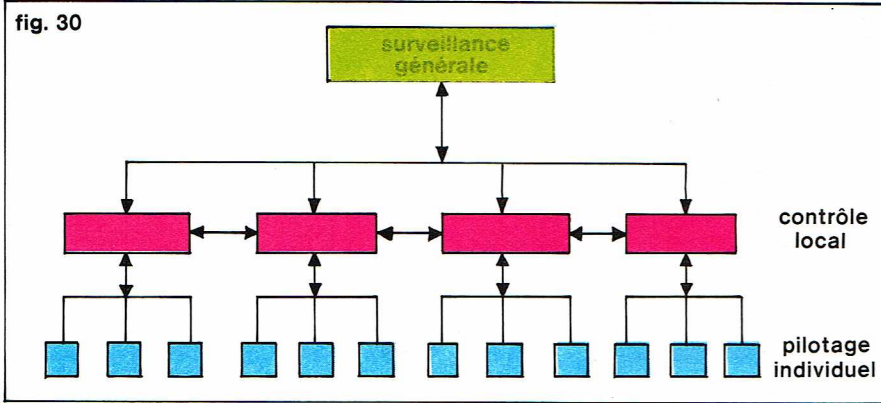 fig. 30
surveillance
générale
contrôle
local
pilotage
individuel